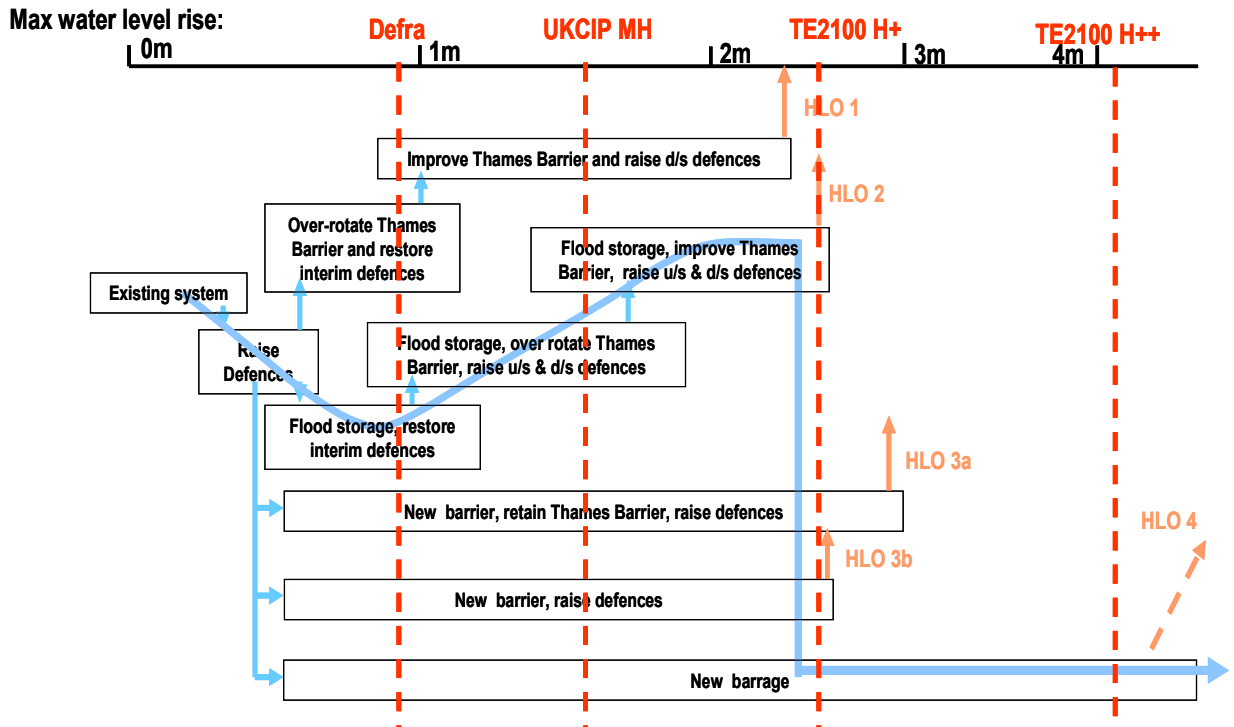 Max water level rise:
Defra
UKCIP MH
TE2100 H+
TE2100 H++
0m
1m
2m
3m
4m
HLO 1
Improve Thames Barrier and raise d/s defences
HLO 2
Over-rotate Thames
Barrier and restore
interim defences
Flood storage, improve Thames
Barrier, raise u/s & d/s defences
Existing system
Raise
Defences
Flood storage, over rotate Thames
Barrier, raise u/s & d/s defences
Flood storage, restore
interim defences
HLO 3a
New barrier, retain Thames Barrier, raise defences
HLO 4
HLO 3b
New barrier, raise defences
New barrage